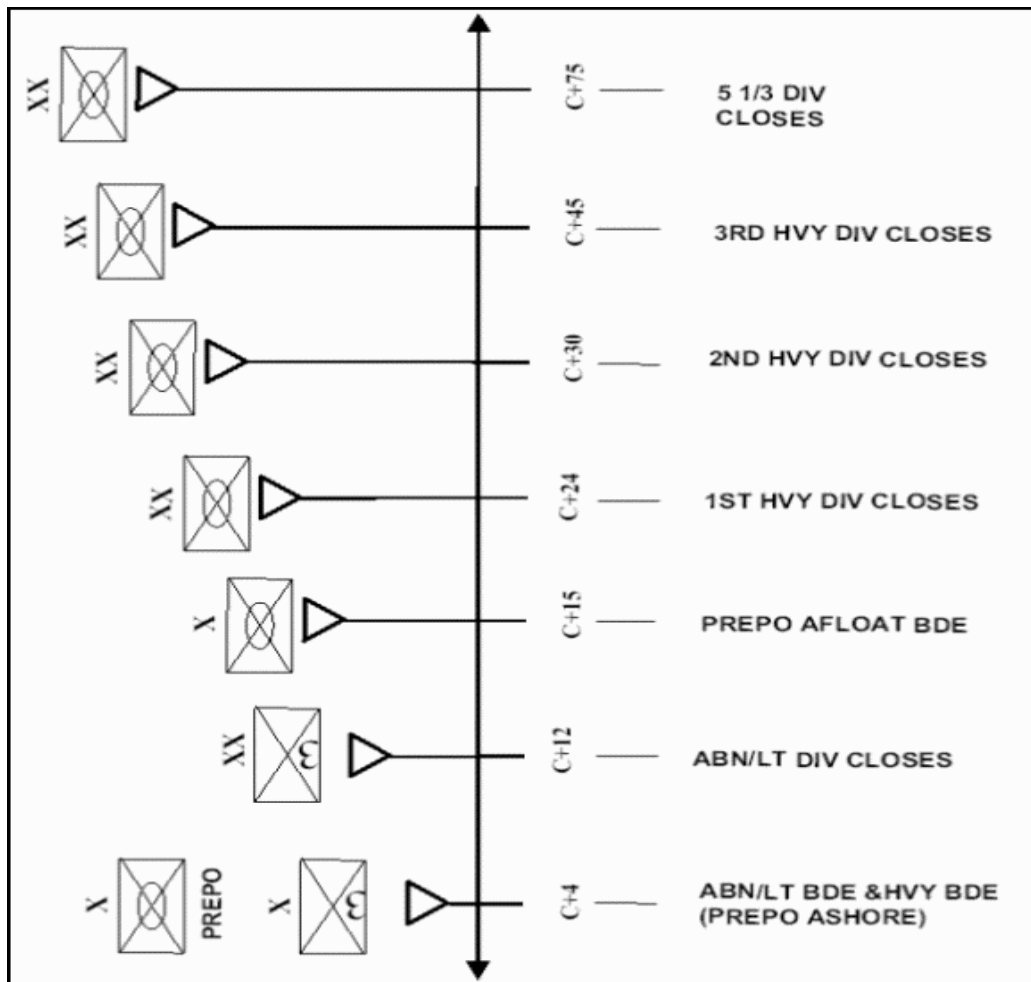 XX
C+75
5 1/3 DIV
CLOSES
XX
C+45
3RD HVY DIV CLOSES
XX
C+30
2ND HVY DIV CLOSES
XX
C+24
1ST HVY DIV CLOSES
X
C+15
PREPO AFLOAT BDE
XX
C+12
ABN/LT DIV CLOSES
X
PREPO
X
C+4
ABN/LT BDE &HVY BDE
(PREPO ASHORE)